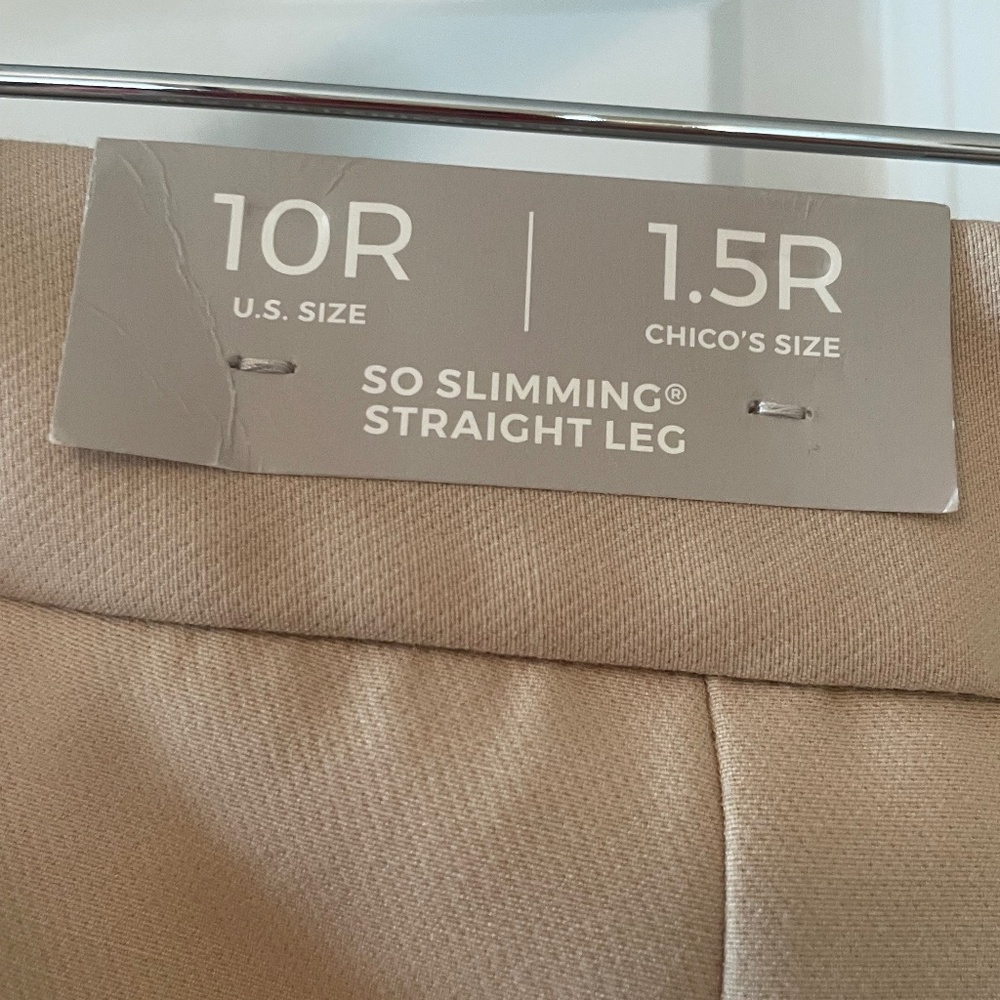 10R
U.S. SIZE
1.5R
CHICO'S SIZE
SO SLIMMING®
STRAIGHT LEG